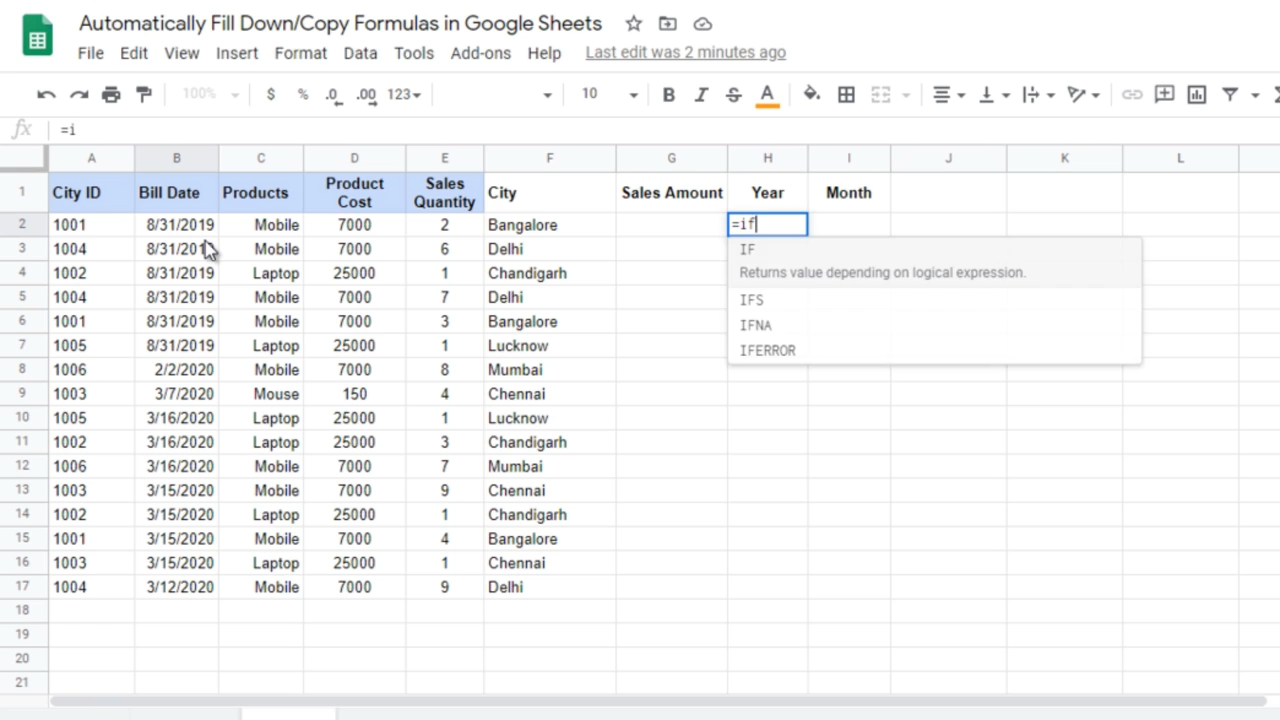 Automatically Fill Down/Copy Formulas in Google Sheets
File Edit View Insert Format Data Tools Add-ons Help Last edit was 2 minutes ago
100% $ % .0 .00 123 10 B I S A
fx =i
A B C D E F G H I J K L
1 City ID Bill Date Products Product Cost Sales Quantity City Sales Amount Year Month
2 1001 8/31/2019 Mobile 7000 2 Bangalore =if
3 1004 8/31/201 Mobile 7000 6 Delhi IF
4 1002 8/31/2019 Laptop 25000 1 Chandigarh Returns value depending on logical expression.
5 1004 8/31/2019 Mobile 7000 7 Delhi IFS
6 1001 8/31/2019 Mobile 7000 3 Bangalore IFNA
7 1005 8/31/2019 Laptop 25000 1 Lucknow IFERROR
8 1006 2/2/2020 Mobile 7000 8 Mumbai
9 1003 3/7/2020 Mouse 150 4 Chennai
10 1005 3/16/2020 Laptop 25000 1 Lucknow
11 1002 3/16/2020 Laptop 25000 3 Chandigarh
12 1006 3/16/2020 Mobile 7000 7 Mumbai
13 1003 3/15/2020 Mobile 7000 9 Chennai
14 1002 3/15/2020 Laptop 25000 1 Chandigarh
15 1001 3/15/2020 Mobile 7000 4 Bangalore
16 1003 3/15/2020 Laptop 25000 1 Chennai
17 1004 3/12/2020 Mobile 7000 9 Delhi
18
19
20
21